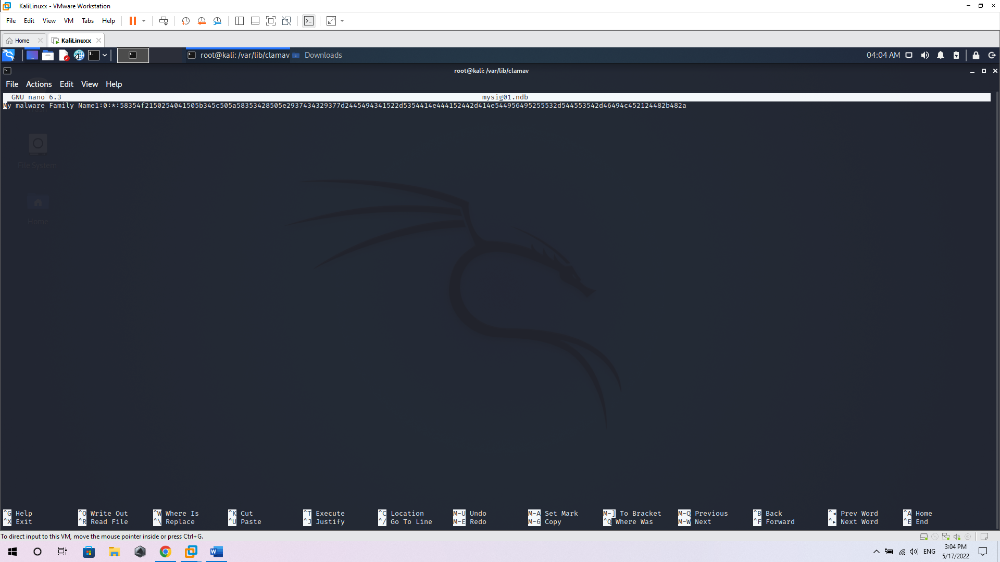 KaliLinuxx - VMware Workstation
File Edit View VM Tabs Help
Home KaliLinuxx
root@kali: /var/lib/clamav Downloads 04:04 AM
root@kali: /var/lib/clamav
File Actions Edit View Help
GNU nano 6.3 mysig01.ndb
My malware Family Name1:0:*:58354f2150254041505b345c505a58353428505e2937434329377d2445494341522d5354414e444152442d414e544956495255532d544553542d46494c452124482b482a
Trash
File System
Home
^G Help ^O Write Out ^W Where Is ^K Cut ^T Execute ^C Location M-U Undo M-A Set Mark M-] To Bracket M-Q Previous ^B Back ^◂ Prev Word ^A Home
^X Exit ^R Read File ^\ Replace ^U Paste ^J Justify ^/ Go To Line M-E Redo M-6 Copy ^Q Where Was M-W Next ^F Forward ^▸ Next Word ^E End
To direct input to this VM, move the mouse pointer inside or press Ctrl+G.
ENG 3:04 PM
5/17/2022